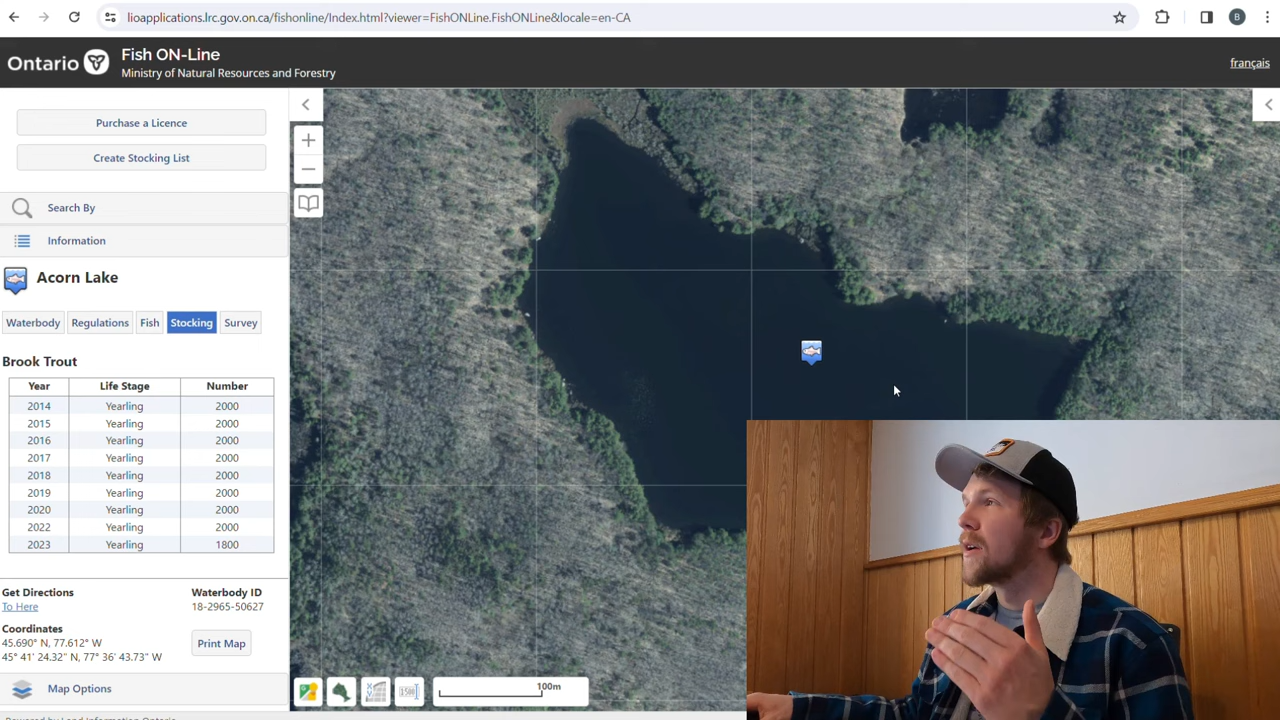 lioapplications.lrc.gov.on.ca/fishonline/Index.html?viewer=FishONLine.FishONLine&locale=en-CA
B
Ontario
Fish ON-Line
Ministry of Natural Resources and Forestry
français
Purchase a Licence
Create Stocking List
Search By
Information
Acorn Lake
Waterbody Regulations Fish Stocking Survey
Brook Trout
Year Life Stage Number
2014 Yearling 2000
2015 Yearling 2000
2016 Yearling 2000
2017 Yearling 2000
2018 Yearling 2000
2019 Yearling 2000
2020 Yearling 2000
2022 Yearling 2000
2023 Yearling 1800
Get Directions Waterbody ID
To Here 18-2965-50627
Coordinates
45.690° N, 77.612° W
45° 41' 24.32" N, 77° 36' 43.73" W
Print Map
Map Options
100m
Powered by Land Information Ontario